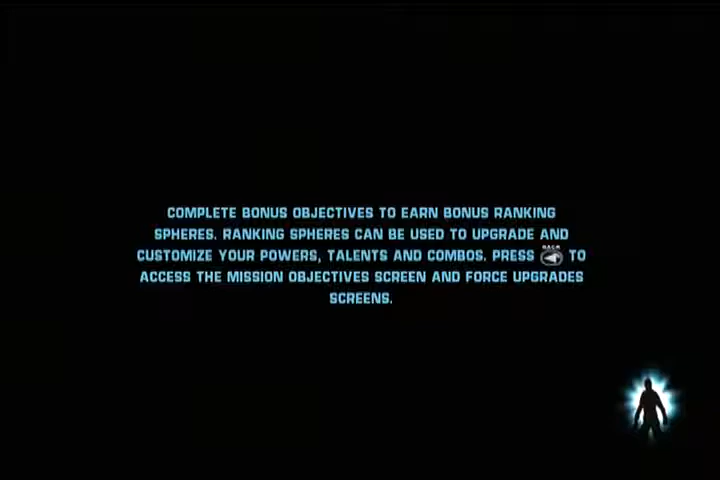 COMPLETE BONUS OBJECTIVES TO EARN BONUS RANKING
SPHERES. RANKING SPHERES CAN BE USED TO UPGRADE AND
CUSTOMIZE YOUR POWERS, TALENTS AND COMBOS. PRESS BACK TO
ACCESS THE MISSION OBJECTIVES SCREEN AND FORCE UPGRADES
SCREENS.